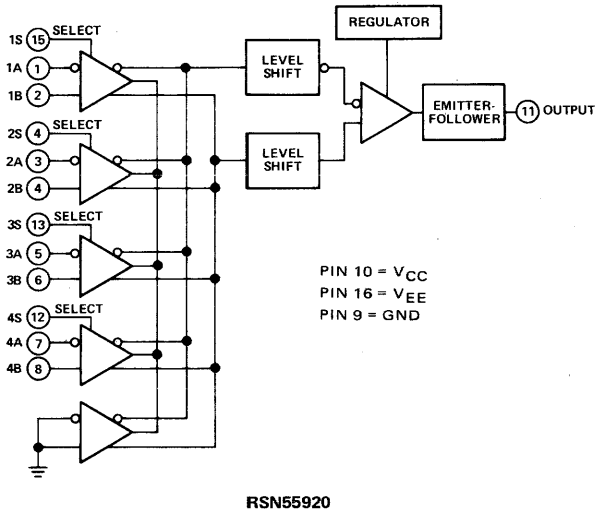 REGULATOR
1S 15 SELECT
1A 1
1B 2
LEVEL
SHIFT
EMITTER-
FOLLOWER
11 OUTPUT
2S 4 SELECT
2A 3
2B 4
LEVEL
SHIFT
3S 13 SELECT
3A 5
3B 6
PIN 10 = VCC
PIN 16 = VEE
PIN 9 = GND
4S 12 SELECT
4A 7
4B 8
RSN55920